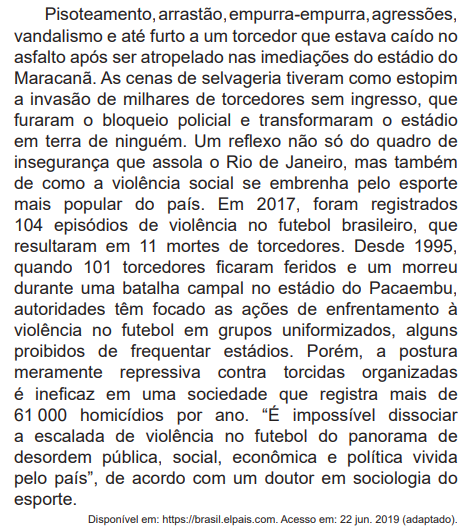 Pisoteamento, arrastão, empurra-empurra, agressões,
vandalismo e até furto a um torcedor que estava caído no
asfalto após ser atropelado nas imediações do estádio do
Maracanã. As cenas de selvageria tiveram como estopim
a invasão de milhares de torcedores sem ingresso, que
furaram o bloqueio policial e transformaram o estádio
em terra de ninguém. Um reflexo não só do quadro de
insegurança que assola o Rio de Janeiro, mas também
de como a violência social se embrenha pelo esporte
mais popular do país. Em 2017, foram registrados
104 episódios de violência no futebol brasileiro, que
resultaram em 11 mortes de torcedores. Desde 1995,
quando 101 torcedores ficaram feridos e um morreu
durante uma batalha campal no estádio do Pacaembu,
autoridades têm focado as ações de enfrentamento à
violência no futebol em grupos uniformizados, alguns
proibidos de frequentar estádios. Porém, a postura
meramente repressiva contra torcidas organizadas
é ineficaz em uma sociedade que registra mais de
61 000 homicídios por ano. “É impossível dissociar
a escalada de violência no futebol do panorama de
desordem pública, social, econômica e política vivida
pelo país”, de acordo com um doutor em sociologia do
esporte.
Disponível em: https://brasil.elpais.com. Acesso em: 22 jun. 2019 (adaptado).